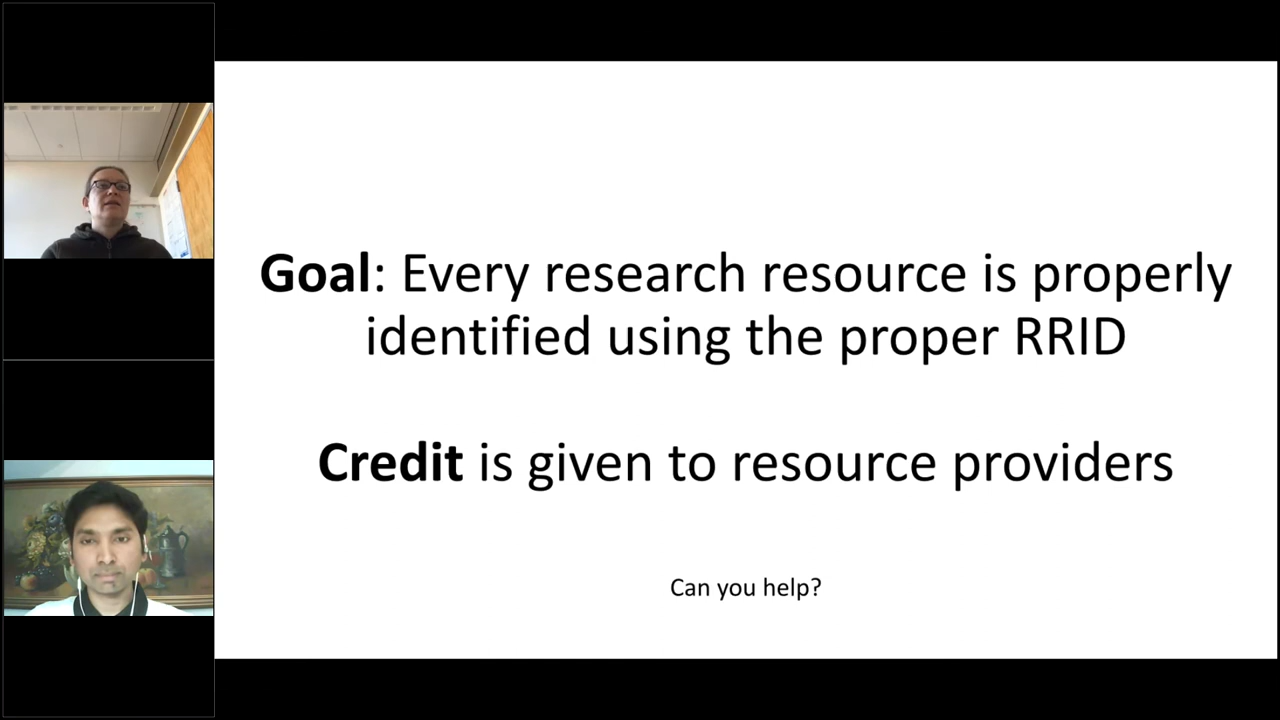 Goal: Every research resource is properly
identified using the proper RRID
Credit is given to resource providers
Can you help?